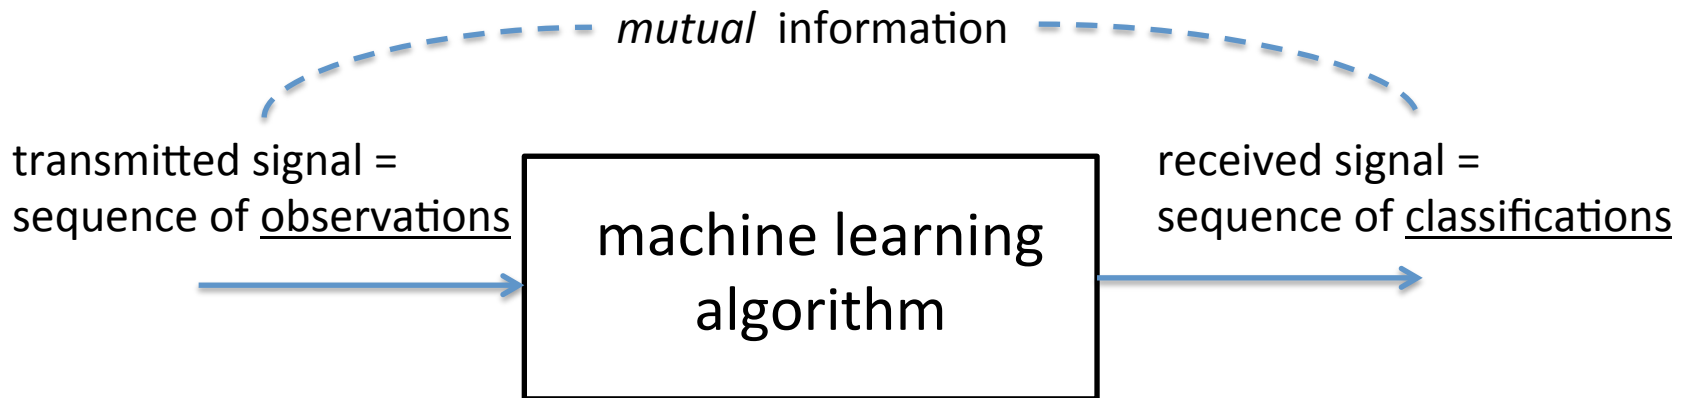 mutual information
transmitted signal =
sequence of observations
machine learning
algorithm
received signal =
sequence of classifications